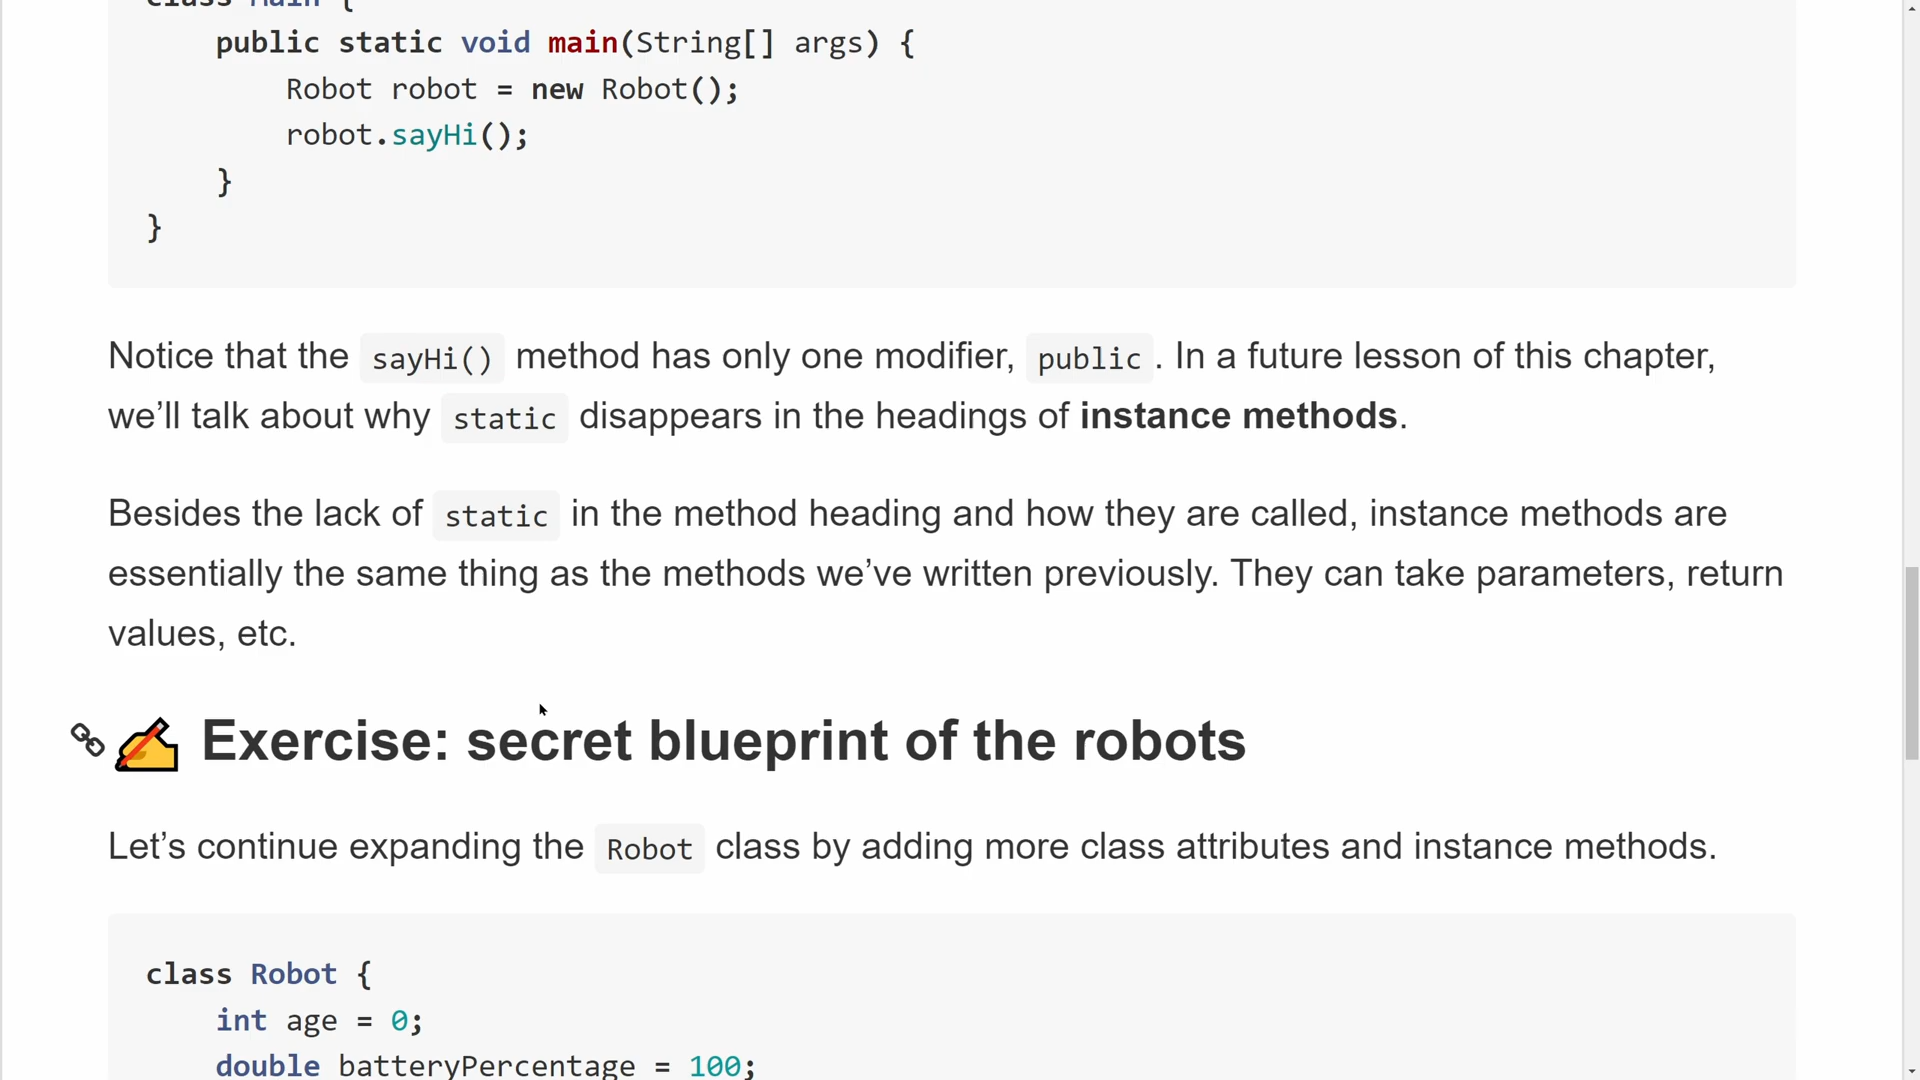 class Main {
public static void main(String[] args) {
Robot robot = new Robot();
robot.sayHi();
}
}
Notice that the sayHi() method has only one modifier, public. In a future lesson of this chapter,
we’ll talk about why static disappears in the headings of instance methods.
Besides the lack of static in the method heading and how they are called, instance methods are
essentially the same thing as the methods we’ve written previously. They can take parameters, return
values, etc.
Exercise: secret blueprint of the robots
Let’s continue expanding the Robot class by adding more class attributes and instance methods.
class Robot {
int age = 0;
double batteryPercentage = 100;